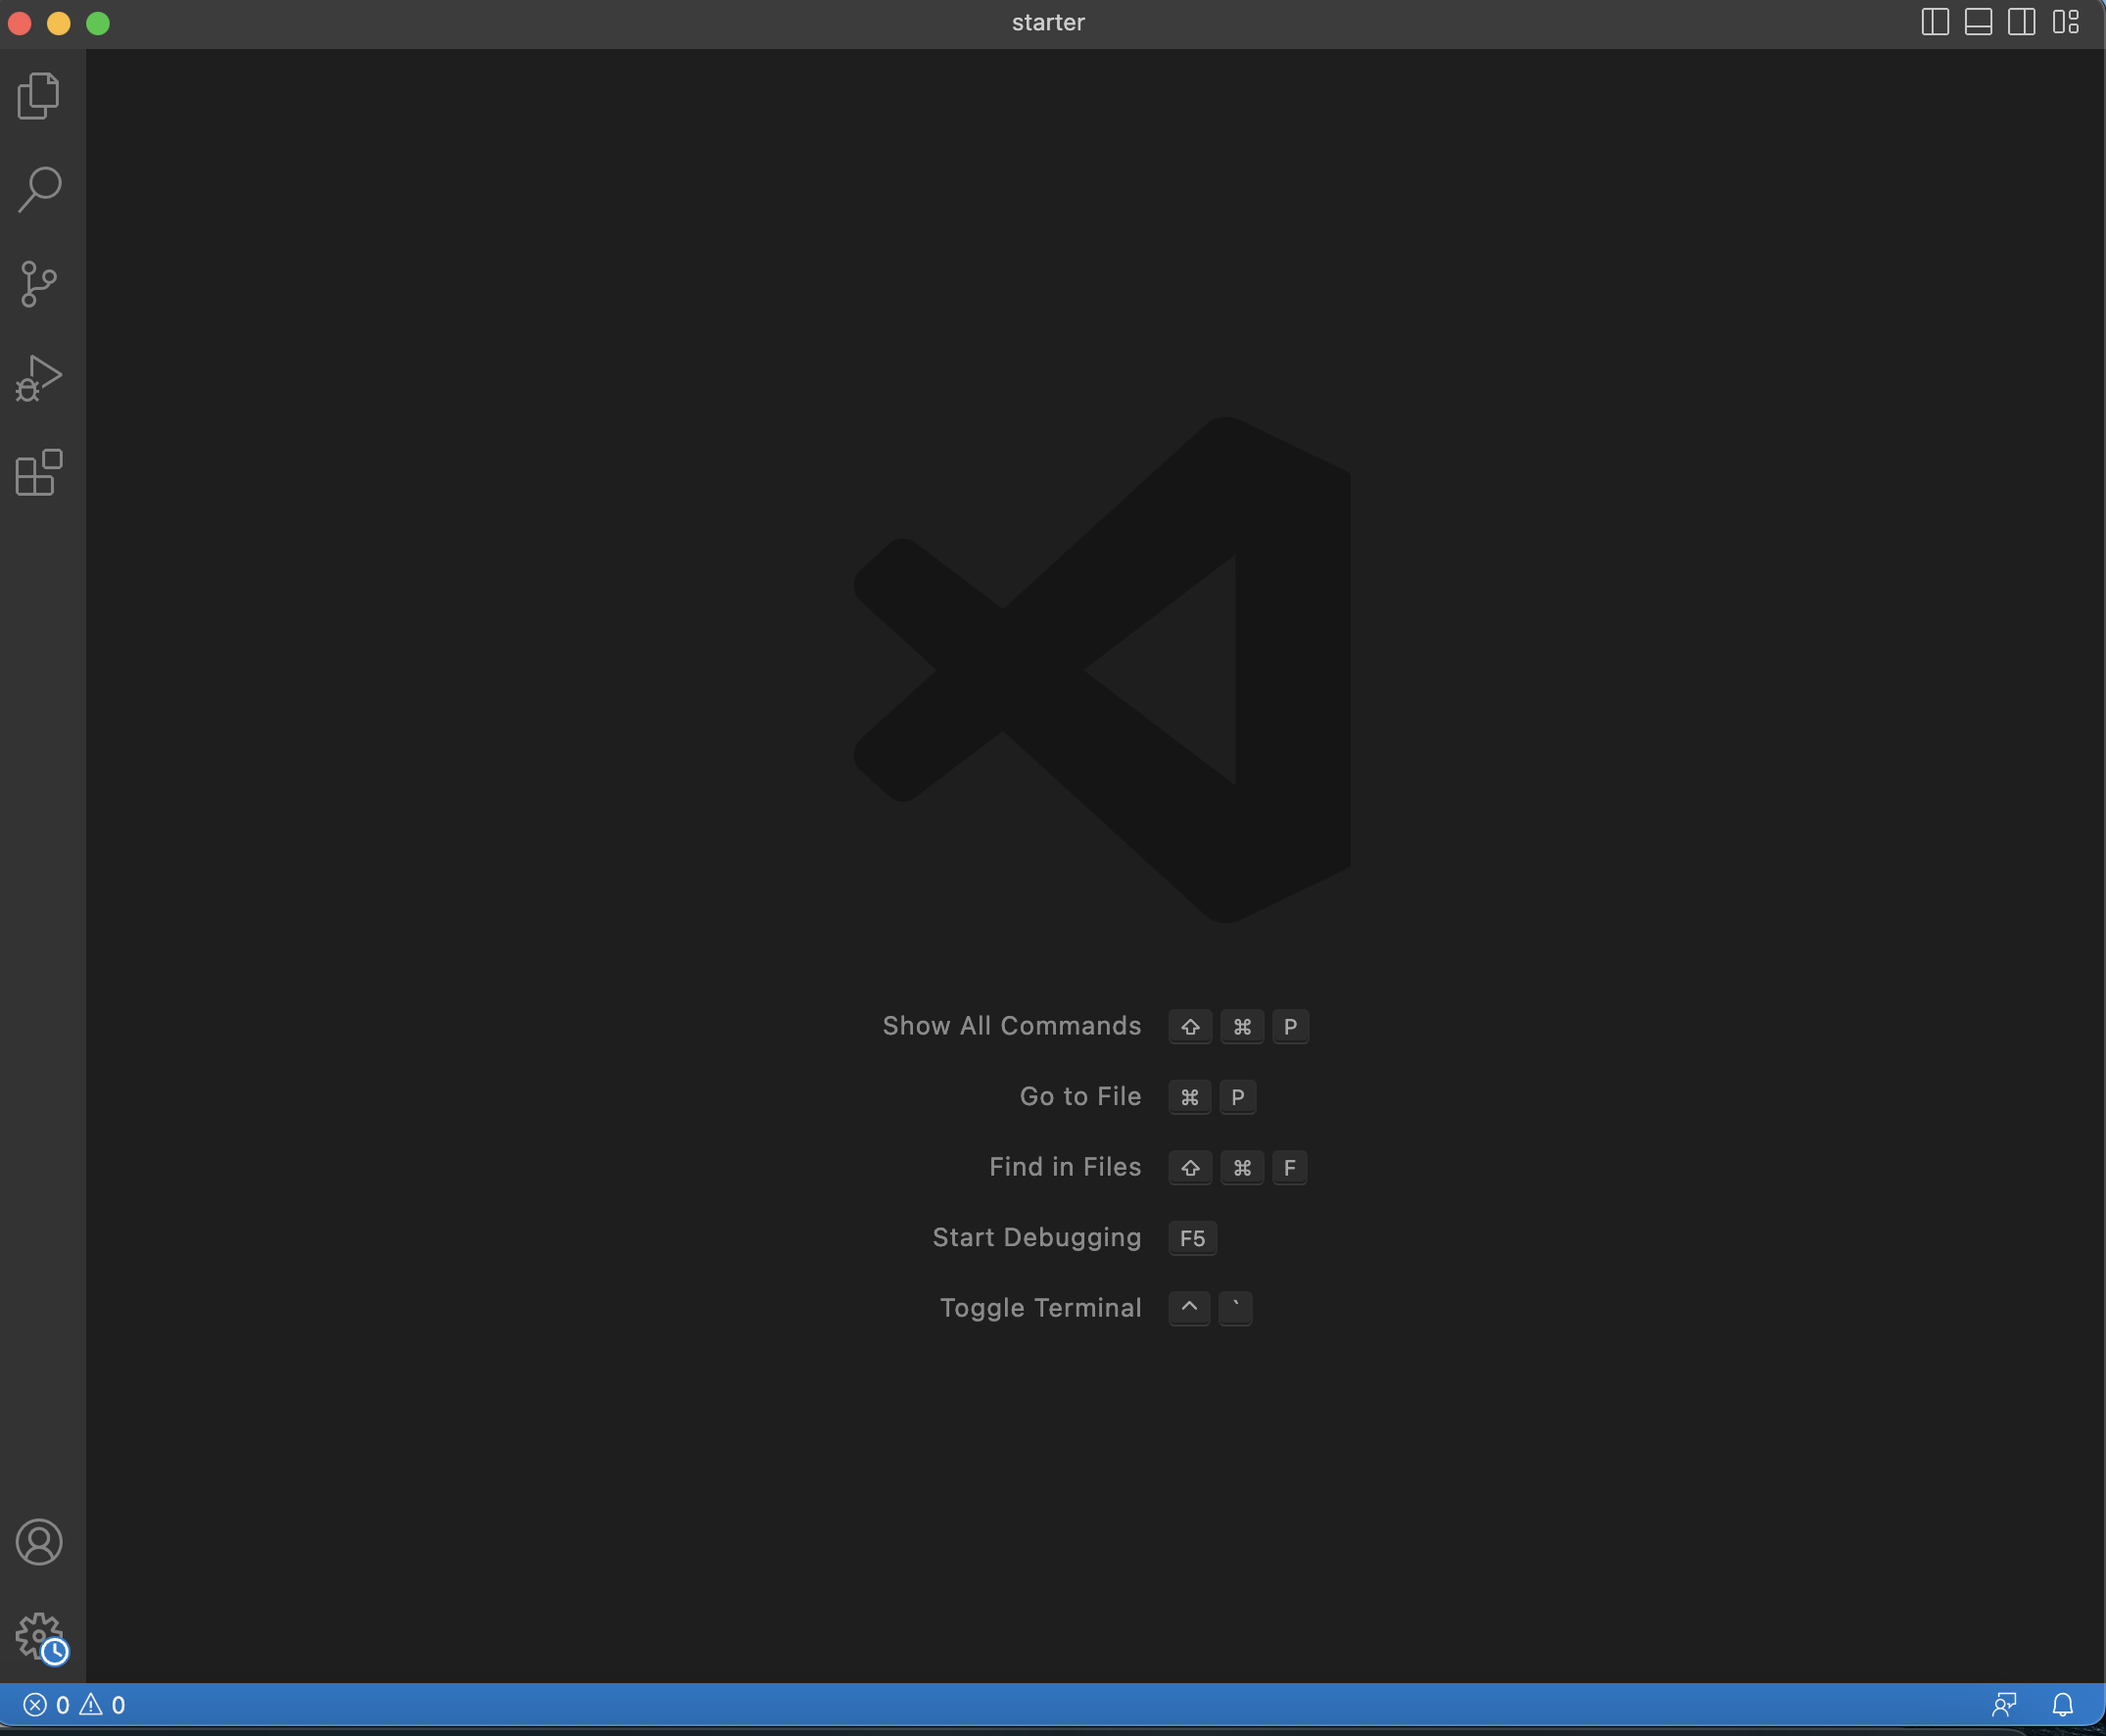 starter
Show All Commands ⇧ ⌘ P
Go to File ⌘ P
Find in Files ⇧ ⌘ F
Start Debugging F5
Toggle Terminal ^ `
0 0